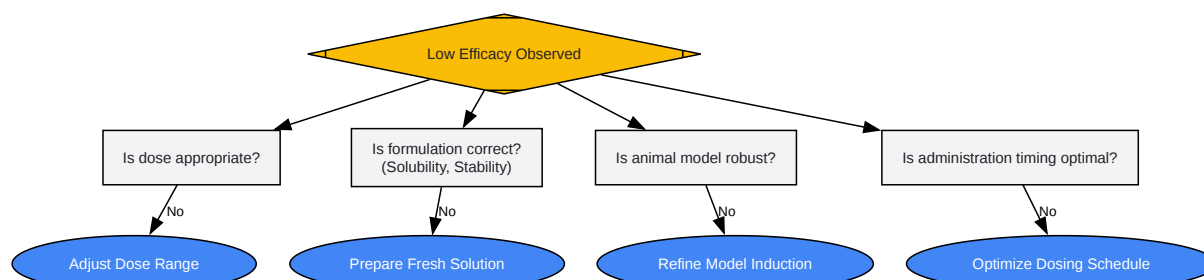 Low Efficacy Observed
Is dose appropriate?
Is formulation correct?
(Solubility, Stability)
Is animal model robust?
Is administration timing optimal?
No
No
No
No
Adjust Dose Range
Prepare Fresh Solution
Refine Model Induction
Optimize Dosing Schedule